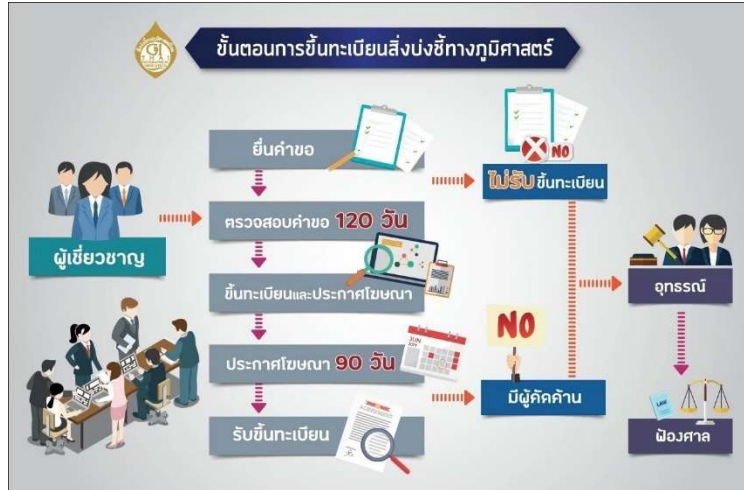 GI
THAI
ขั้นตอนการขึ้นทะเบียนสิ่งบ่งชี้ทางภูมิศาสตร์
ยื่นคำขอ
NO
ไม่รับขึ้นทะเบียน
ผู้เชี่ยวชาญ
ตรวจสอบคำขอ 120 วัน
ขึ้นทะเบียนและประกาศโฆษณา
อุทธรณ์
JUN
NO
ประกาศโฆษณา 90 วัน
มีผู้คัดค้าน
AGREEMENT
รับขึ้นทะเบียน
LAW
ฟ้องศาล